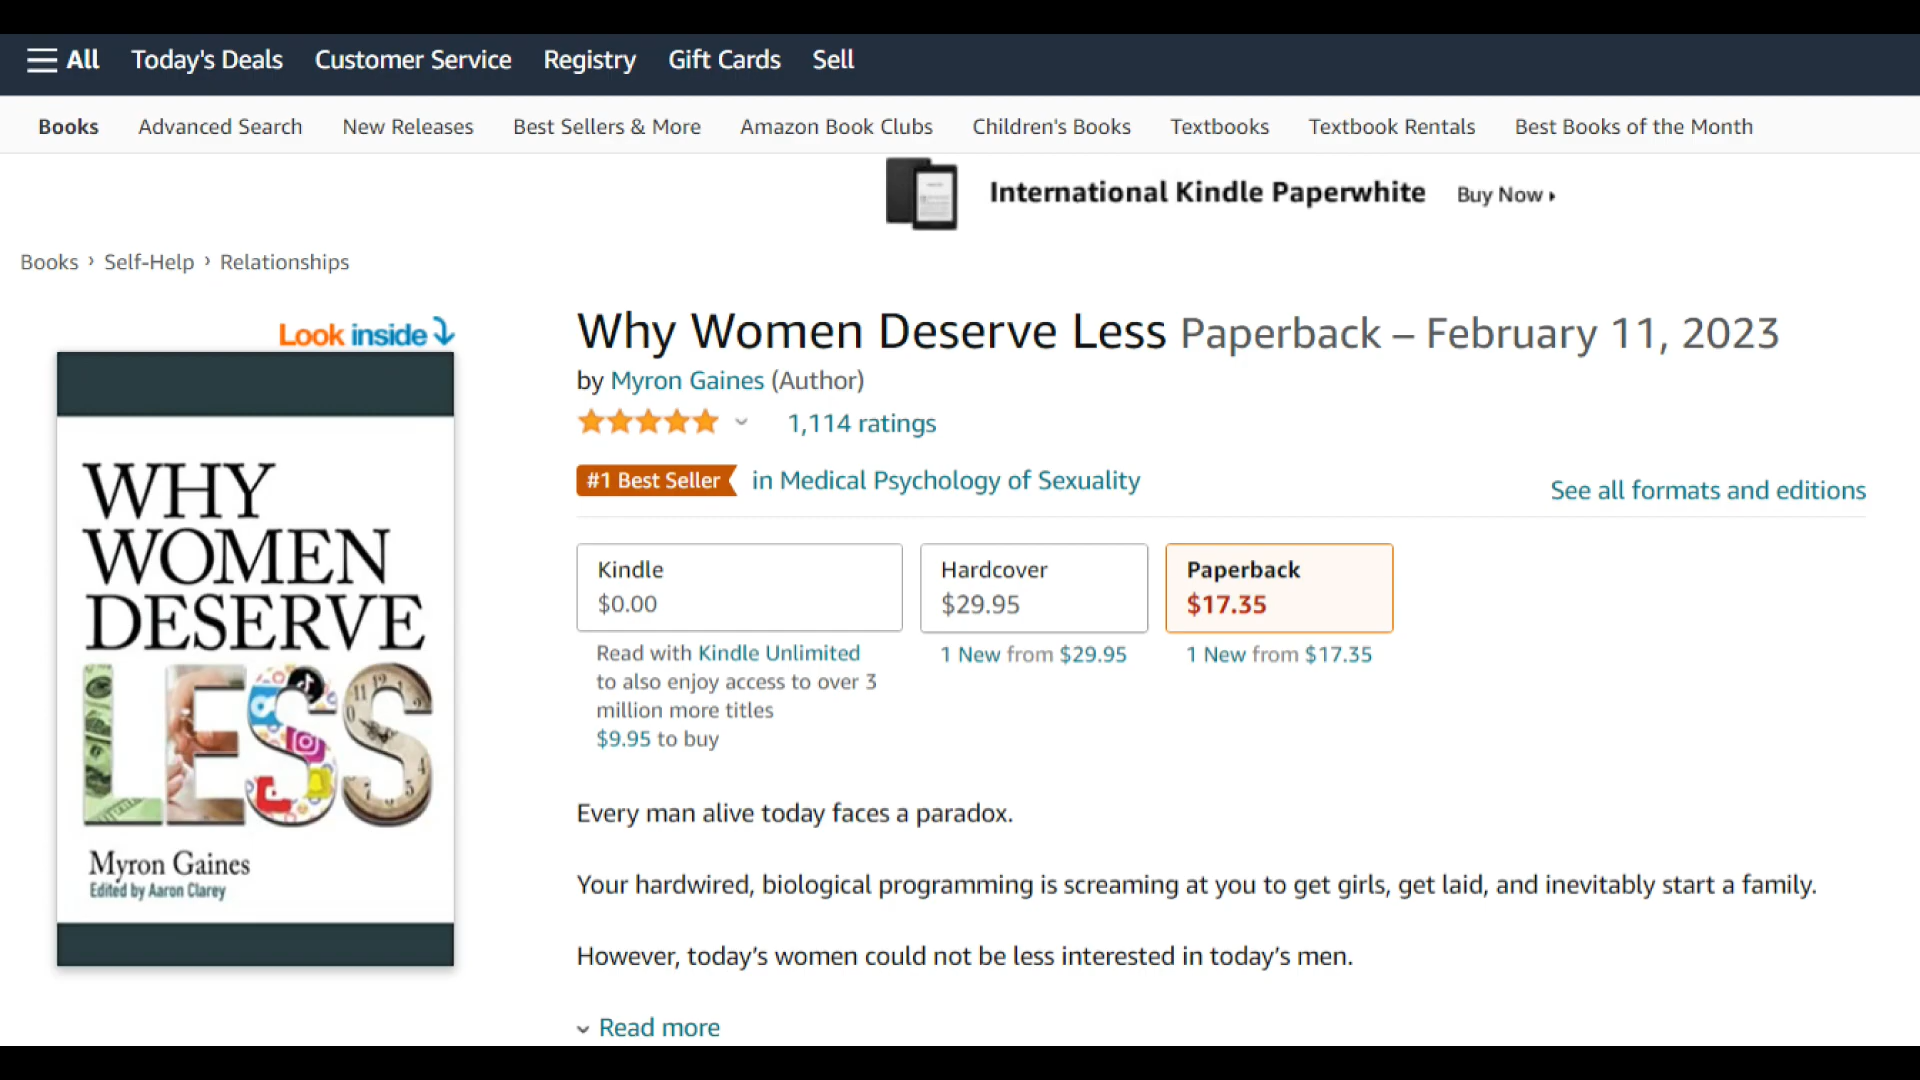 All Today's Deals Customer Service Registry Gift Cards Sell
Books Advanced Search New Releases Best Sellers & More Amazon Book Clubs Children's Books Textbooks Textbook Rentals Best Books of the Month
International Kindle Paperwhite Buy Now
Books › Self-Help › Relationships
Look inside
WHY
WOMEN
DESERVE
LESS
Myron Gaines
Edited by Aaron Clarey
Why Women Deserve Less Paperback – February 11, 2023
by Myron Gaines (Author)
1,114 ratings
#1 Best Seller in Medical Psychology of Sexuality
See all formats and editions
Kindle
$0.00
Read with Kindle Unlimited
to also enjoy access to over 3
million more titles
$9.95 to buy
Hardcover
$29.95
1 New from $29.95
Paperback
$17.35
1 New from $17.35
Every man alive today faces a paradox.
Your hardwired, biological programming is screaming at you to get girls, get laid, and inevitably start a family.
However, today’s women could not be less interested in today’s men.
Read more